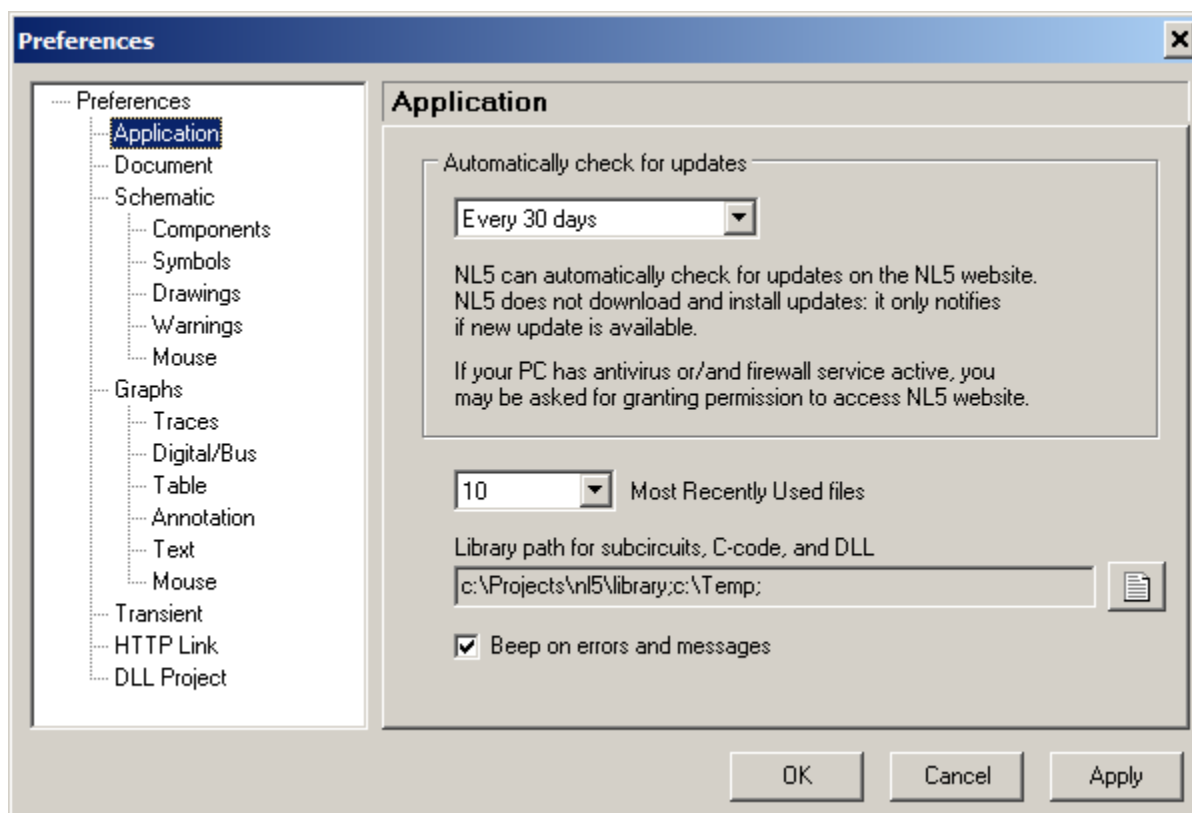 Preferences
Preferences
Application
Document
Schematic
Components
Symbols
Drawings
Warnings
Mouse
Graphs
Traces
Digital/Bus
Table
Annotation
Text
Mouse
Transient
HTTP Link
DLL Project
Application
Automatically check for updates
Every 30 days
NL5 can automatically check for updates on the NL5 website.
NL5 does not download and install updates: it only notifies
if new update is available.
If your PC has antivirus or/and firewall service active, you
may be asked for granting permission to access NL5 website.
10 Most Recently Used files
Library path for subcircuits, C-code, and DLL
c:\Projects\nl5\library;c:\Temp;
Beep on errors and messages
OK Cancel Apply